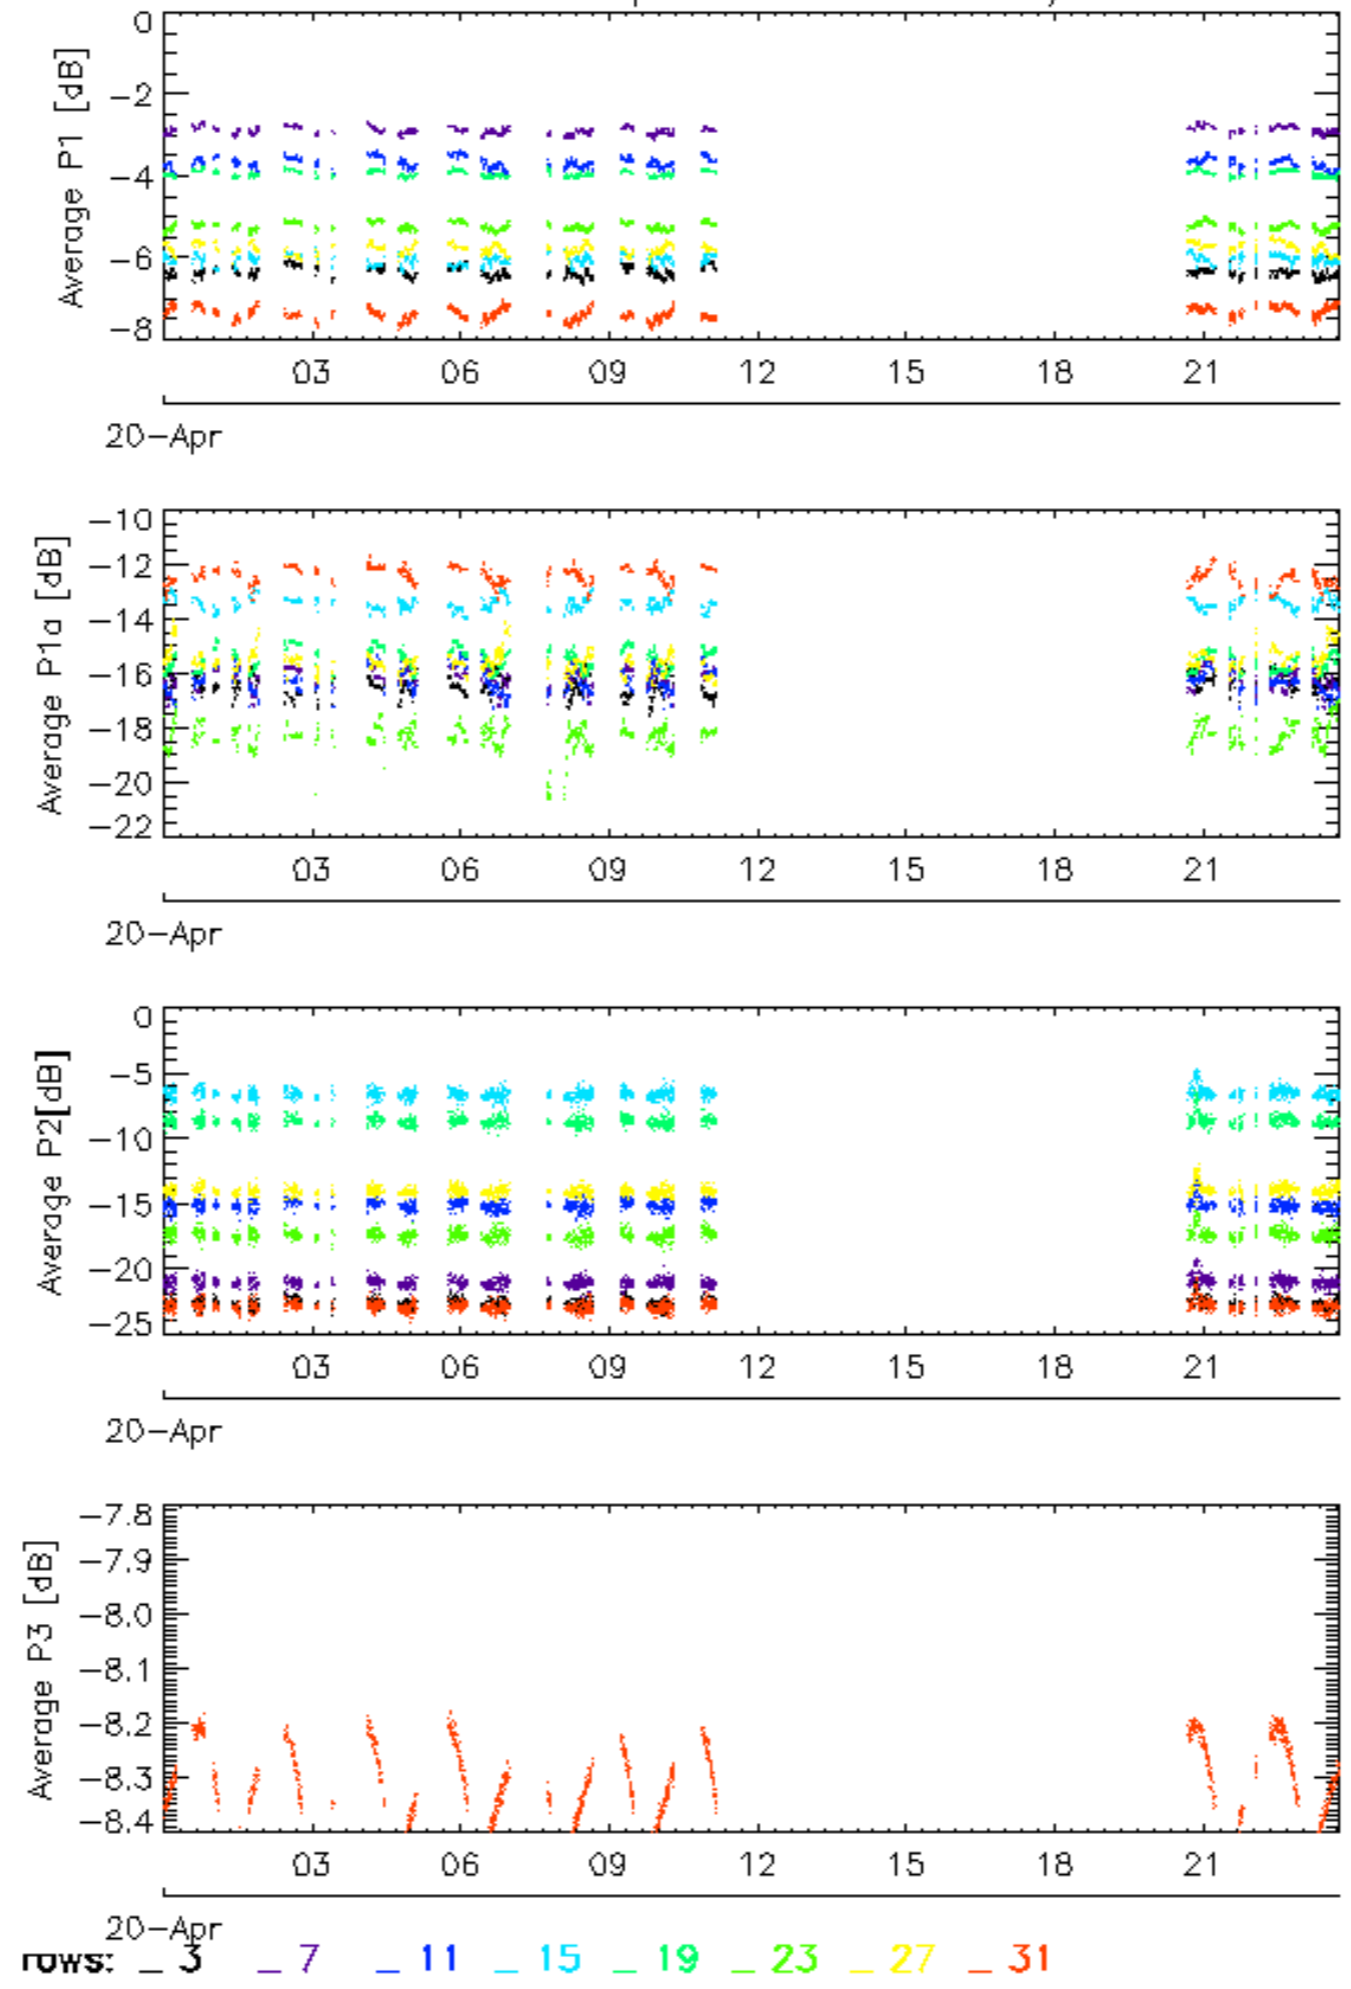 0
-2
-4
-6
-8
Average P1 [dB]
03 06 09 12 15 18 21
20-Apr
-10
-12
-14
-16
-18
-20
-22
Average P1a [dB]
03 06 09 12 15 18 21
20-Apr
0
-5
-10
-15
-20
-25
Average P2[dB]
03 06 09 12 15 18 21
20-Apr
-7.8
-7.9
-8.0
-8.1
-8.2
-8.3
-8.4
Average P3 [dB]
03 06 09 12 15 18 21
20-Apr
rows: _ 3 _ 7 _ 11 _ 15 _ 19 _ 23 _ 27 _ 31